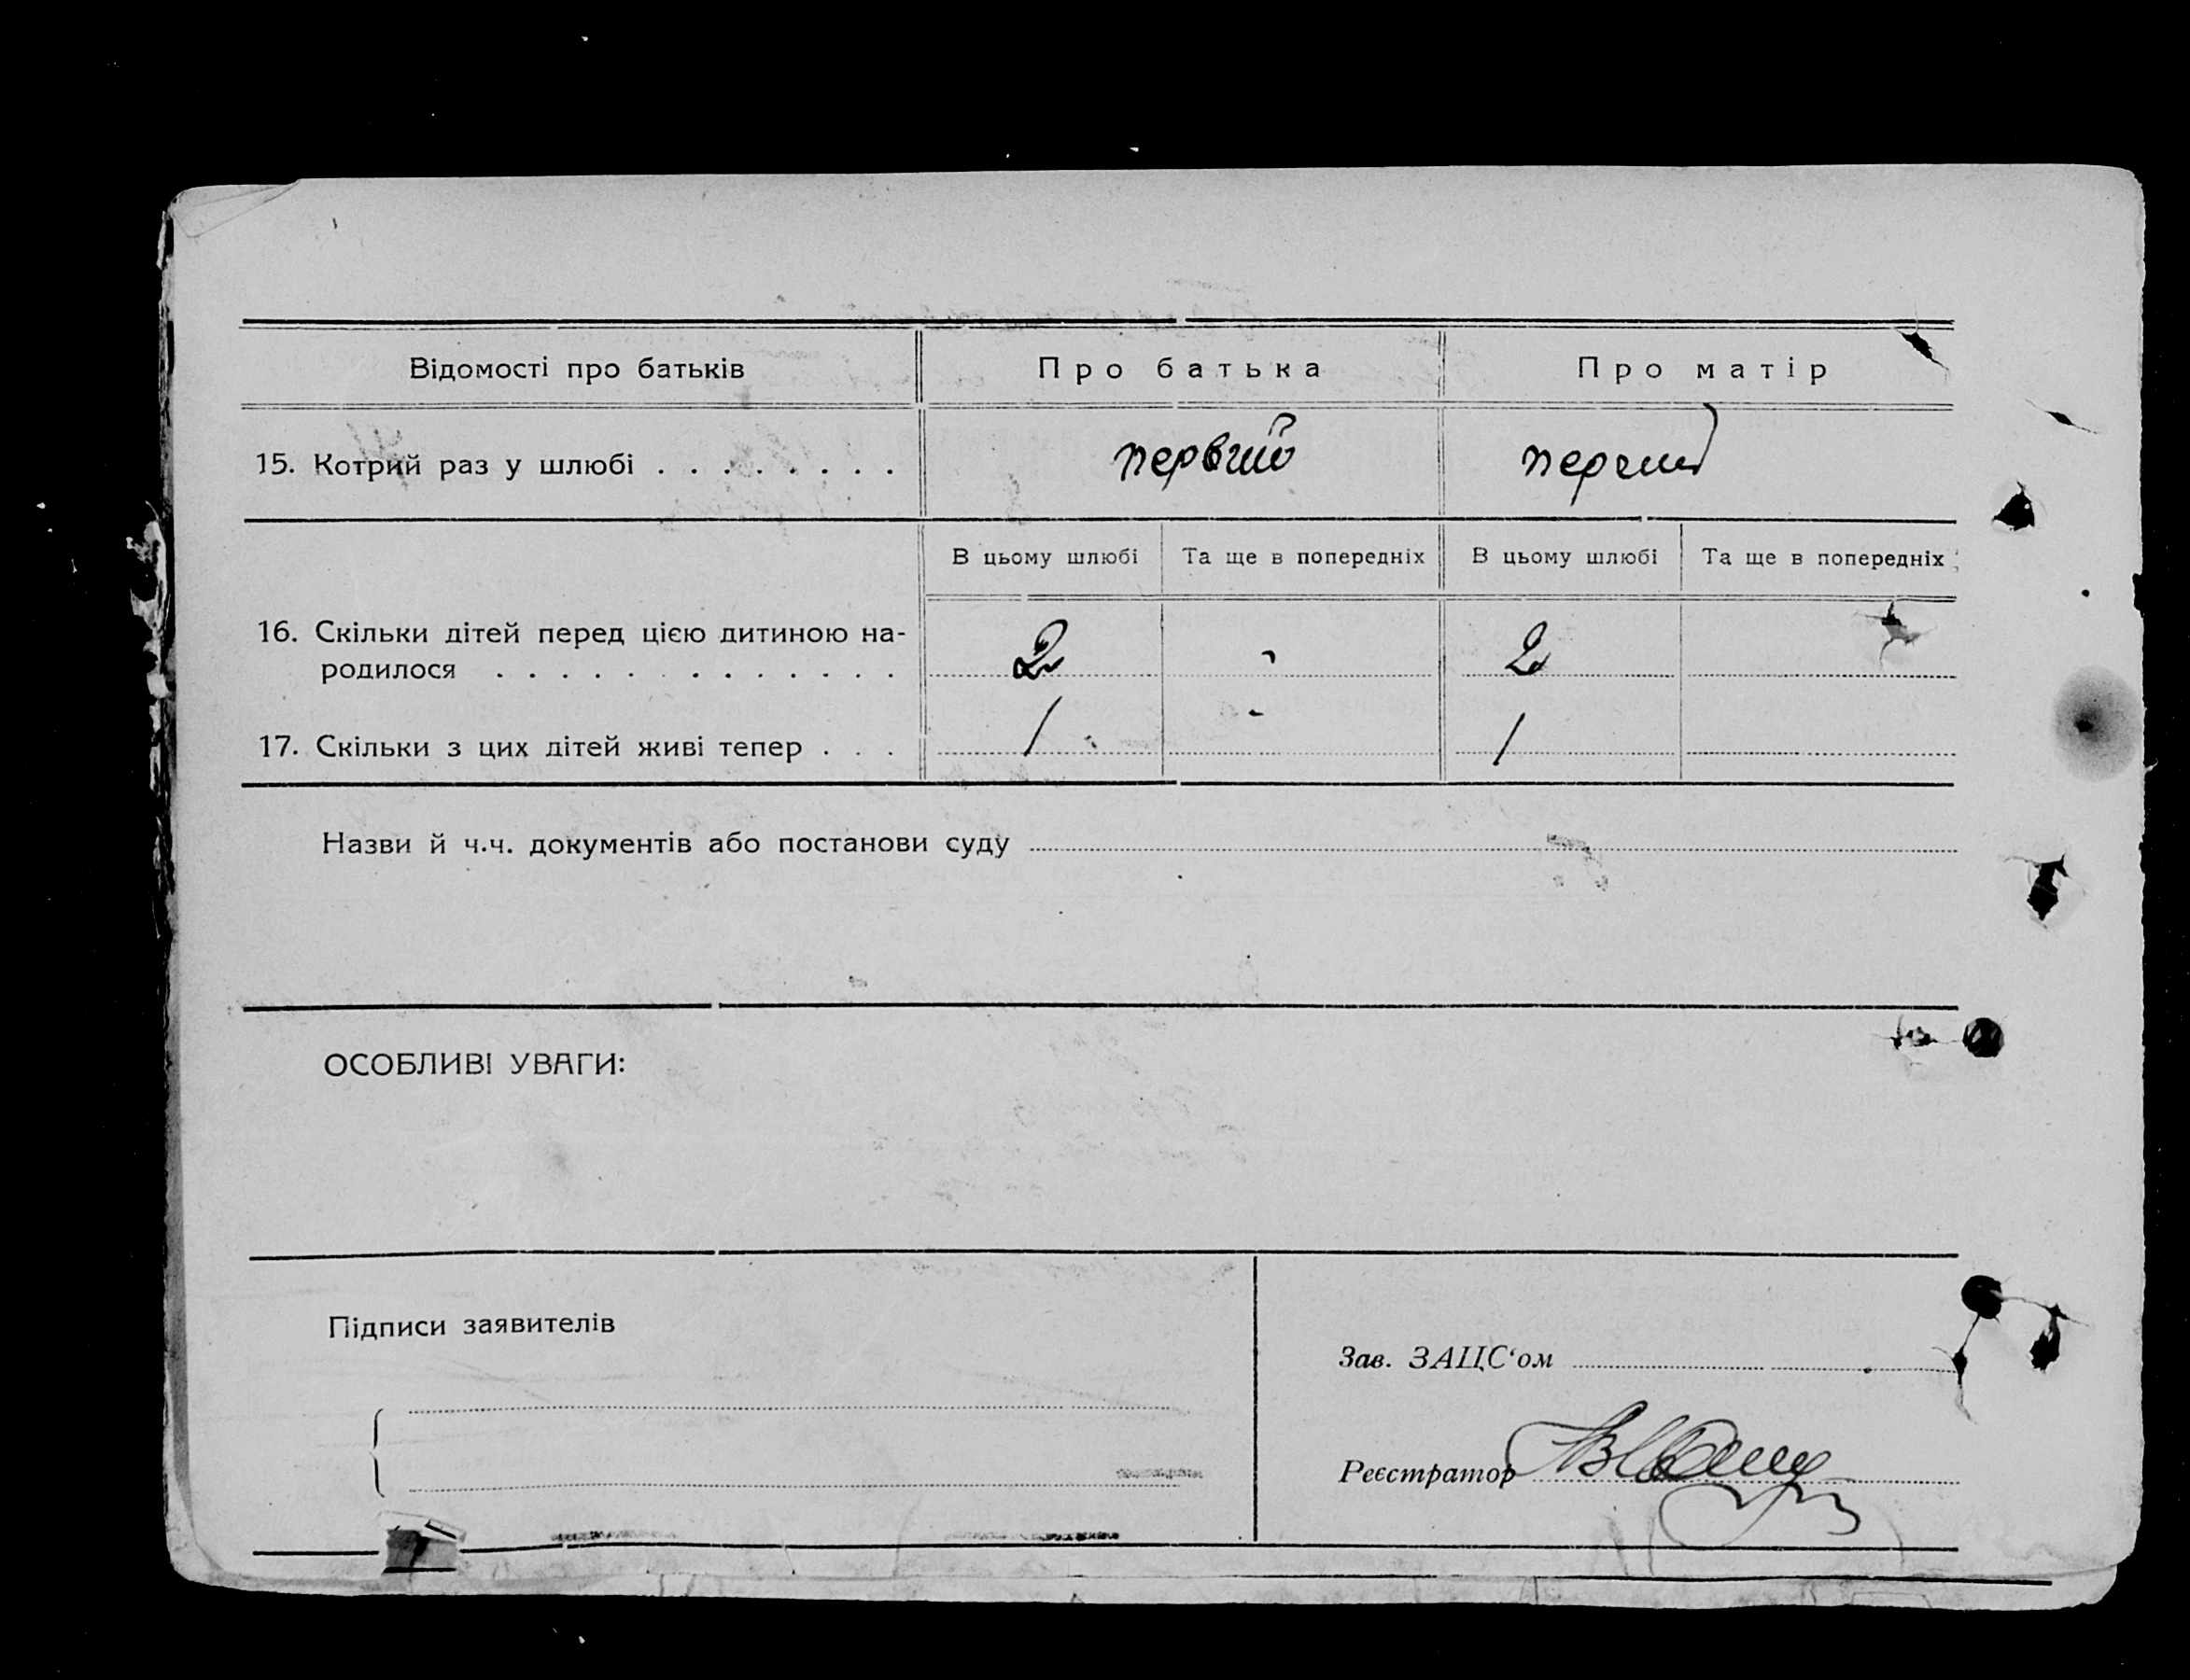 Відомості про батьків Про батька Про матір
15. Котрий раз у шлюбі . . . . . . . . первий перший
В цьому шлюбі Та ще в попередніх В цьому шлюбі Та ще в попередніх
16. Скільки дітей перед цією дитиною на-
родилося . . . . . . . . . . . . 2 - 2
17. Скільки з цих дітей живі тепер . . . 1 - 1
Назви й ч.ч. документів або постанови суду
ОСОБЛИВІ УВАГИ:
Підписи заявителів
Зав. ЗАЦС‘ом
Реєстратор